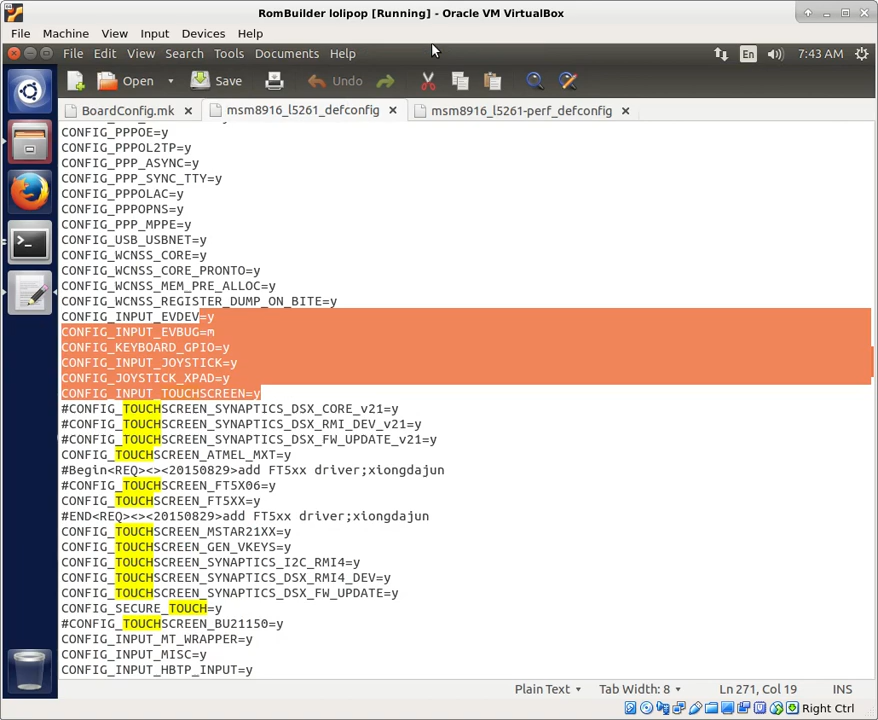 RomBuilder lolipop [Running] - Oracle VM VirtualBox
File Machine View Input Devices Help
File Edit View Search Tools Documents Help
En 7:43 AM
Open Save Undo
BoardConfig.mk msm8916_l5261_defconfig msm8916_l5261-perf_defconfig
CONFIG_PPPOE=y
CONFIG_PPPOL2TP=y
CONFIG_PPP_ASYNC=y
CONFIG_PPP_SYNC_TTY=y
CONFIG_PPPOLAC=y
CONFIG_PPPOPNS=y
CONFIG_PPP_MPPE=y
CONFIG_USB_USBNET=y
CONFIG_WCNSS_CORE=y
CONFIG_WCNSS_CORE_PRONTO=y
CONFIG_WCNSS_MEM_PRE_ALLOC=y
CONFIG_WCNSS_REGISTER_DUMP_ON_BITE=y
CONFIG_INPUT_EVDEV=y
CONFIG_INPUT_EVBUG=m
CONFIG_KEYBOARD_GPIO=y
CONFIG_INPUT_JOYSTICK=y
CONFIG_JOYSTICK_XPAD=y
CONFIG_INPUT_TOUCHSCREEN=y
#CONFIG_TOUCHSCREEN_SYNAPTICS_DSX_CORE_v21=y
#CONFIG_TOUCHSCREEN_SYNAPTICS_DSX_RMI_DEV_v21=y
#CONFIG_TOUCHSCREEN_SYNAPTICS_DSX_FW_UPDATE_v21=y
CONFIG_TOUCHSCREEN_ATMEL_MXT=y
#Begin<REQ><><20150829>add FT5xx driver;xiongdajun
#CONFIG_TOUCHSCREEN_FT5X06=y
CONFIG_TOUCHSCREEN_FT5XX=y
#END<REQ><><20150829>add FT5xx driver;xiongdajun
CONFIG_TOUCHSCREEN_MSTAR21XX=y
CONFIG_TOUCHSCREEN_GEN_VKEYS=y
CONFIG_TOUCHSCREEN_SYNAPTICS_I2C_RMI4=y
CONFIG_TOUCHSCREEN_SYNAPTICS_DSX_RMI4_DEV=y
CONFIG_TOUCHSCREEN_SYNAPTICS_DSX_FW_UPDATE=y
CONFIG_SECURE_TOUCH=y
#CONFIG_TOUCHSCREEN_BU21150=y
CONFIG_INPUT_MT_WRAPPER=y
CONFIG_INPUT_MISC=y
CONFIG_INPUT_HBTP_INPUT=y
Plain Text Tab Width: 8 Ln 271, Col 19 INS
Right Ctrl